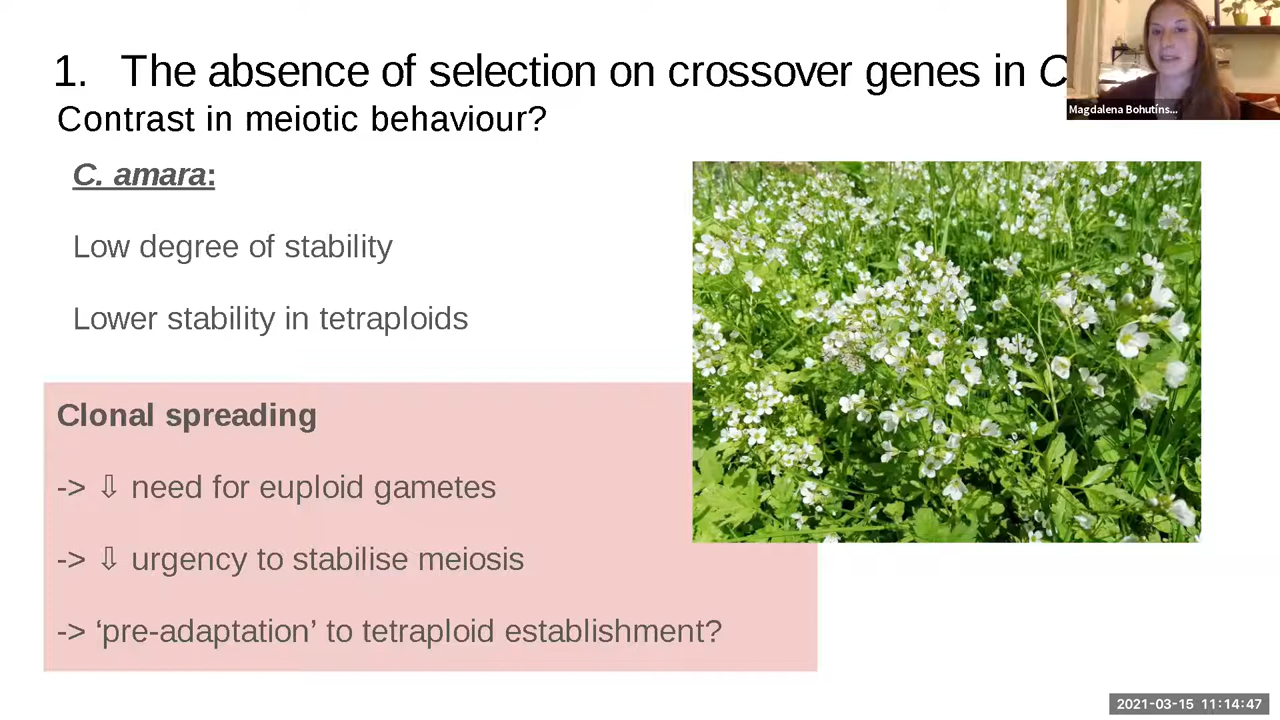 1. The absence of selection on crossover genes in C
Contrast in meiotic behaviour?
C. amara:
Low degree of stability
Lower stability in tetraploids
Clonal spreading
-> ⇩ need for euploid gametes
-> ⇩ urgency to stabilise meiosis
-> ‘pre-adaptation’ to tetraploid establishment?
Magdalena Bohutíns...
2021-03-15 11:14:47